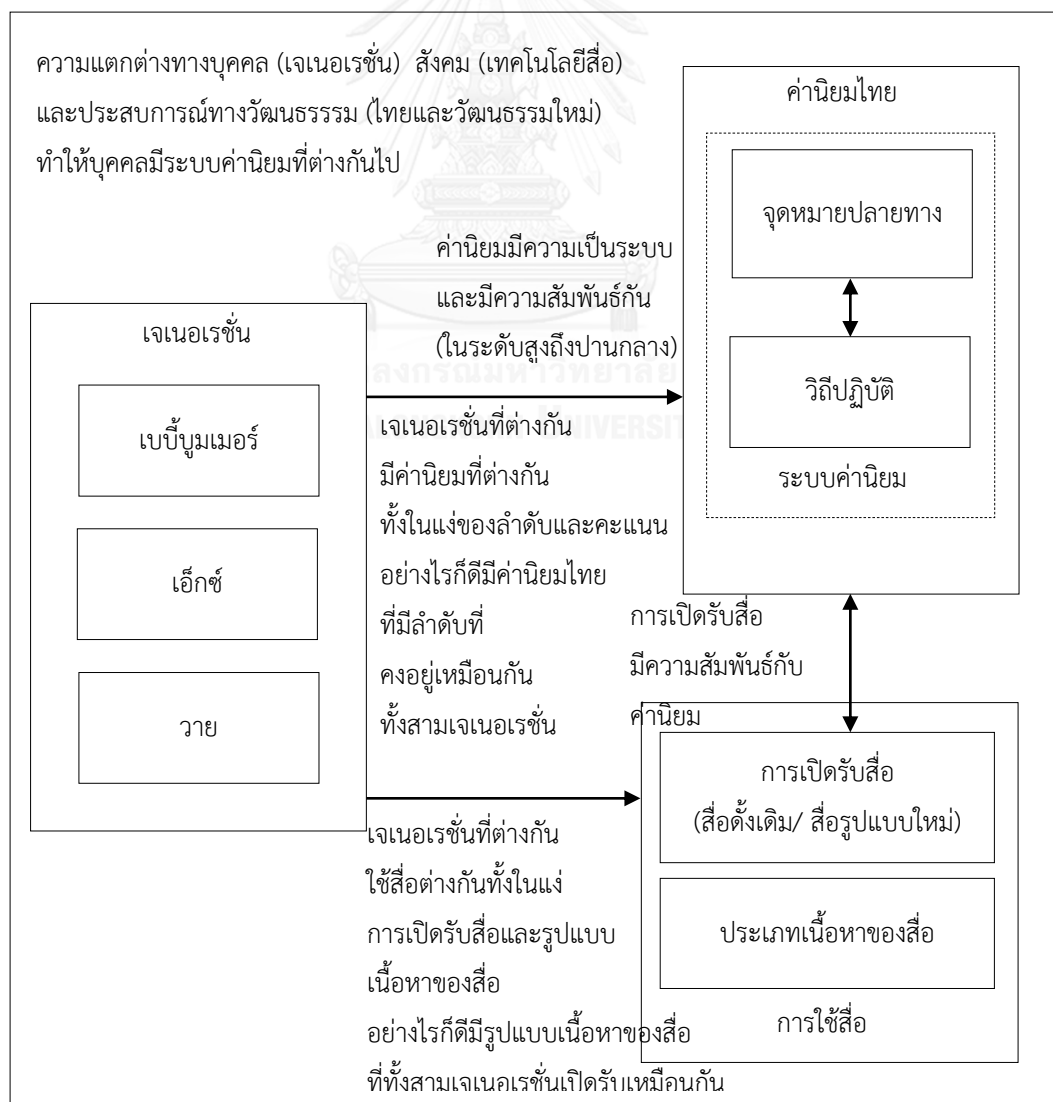 ความแตกต่างทางบุคคล (เจเนอเรชั่น) สังคม (เทคโนโลยีสื่อ)
และประสบการณ์ทางวัฒนธรรรม (ไทยและวัฒนธรรมใหม่)
ทำให้บุคคลมีระบบค่านิยมที่ต่างกันไป
ค่านิยมไทย
จุดหมายปลายทาง
วิถีปฏิบัติ
ระบบค่านิยม
ค่านิยมมีความเป็นระบบ
และมีความสัมพันธ์กัน
(ในระดับสูงถึงปานกลาง)
เจเนอเรชั่น
เบบี้บูมเมอร์
เอ็กซ์
วาย
เจเนอเรชั่นที่ต่างกัน
มีค่านิยมที่ต่างกัน
ทั้งในแง่ของลำดับและคะแนน
อย่างไรก็ดีมีค่านิยมไทย
ที่มีลำดับที่
คงอยู่เหมือนกัน
ทั้งสามเจเนอเรชั่น
การเปิดรับสื่อ
มีความสัมพันธ์กับ
ค่านิยม
การเปิดรับสื่อ
(สื่อดั้งเดิม/ สื่อรูปแบบใหม่)
ประเภทเนื้อหาของสื่อ
การใช้สื่อ
เจเนอเรชั่นที่ต่างกัน
ใช้สื่อต่างกันทั้งในแง่
การเปิดรับสื่อและรูปแบบ
เนื้อหาของสื่อ
อย่างไรก็ดีมีรูปแบบเนื้อหาของสื่อ
ที่ทั้งสามเจเนอเรชั่นเปิดรับเหมือนกัน